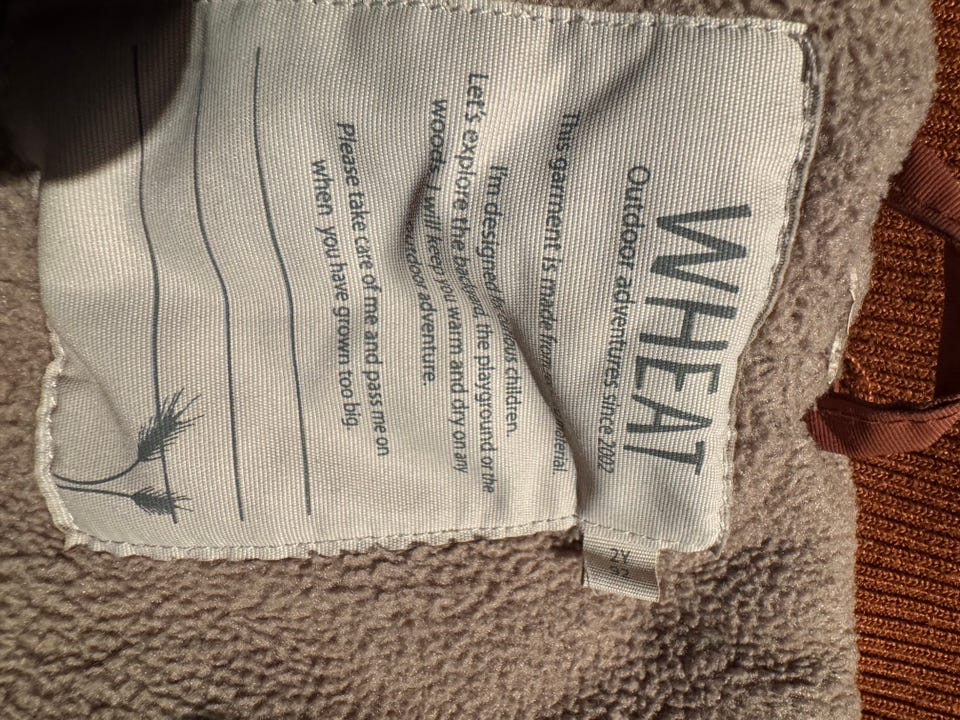 WHEAT
Outdoor adventures since 2002
This garment is made from material
I'm designed for curious children.
Let's explore the backyard, the playground or the
woods. I will keep you warm and dry on any
outdoor adventure.
Please take care of me and pass me on
when you have grown too big
2Y